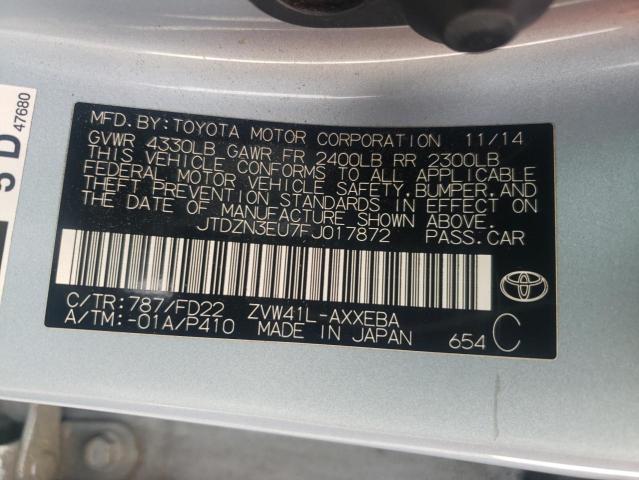 5 D 47680
MFD. BY: TOYOTA MOTOR CORPORATION 11/14
GVWR 4330LB GAWR FR 2400LB RR 2300LB
THIS VEHICLE CONFORMS TO ALL APPLICABLE
FEDERAL MOTOR VEHICLE SAFETY, BUMPER, AND
THEFT PREVENTION STANDARDS IN EFFECT ON
THE DATE OF MANUFACTURE SHOWN ABOVE.
JTDZN3EU7FJ017872 PASS. CAR
C/TR: 787/FD22 ZVW41L-AXXEBA
A/TM: -01A/P410 MADE IN JAPAN 654 C